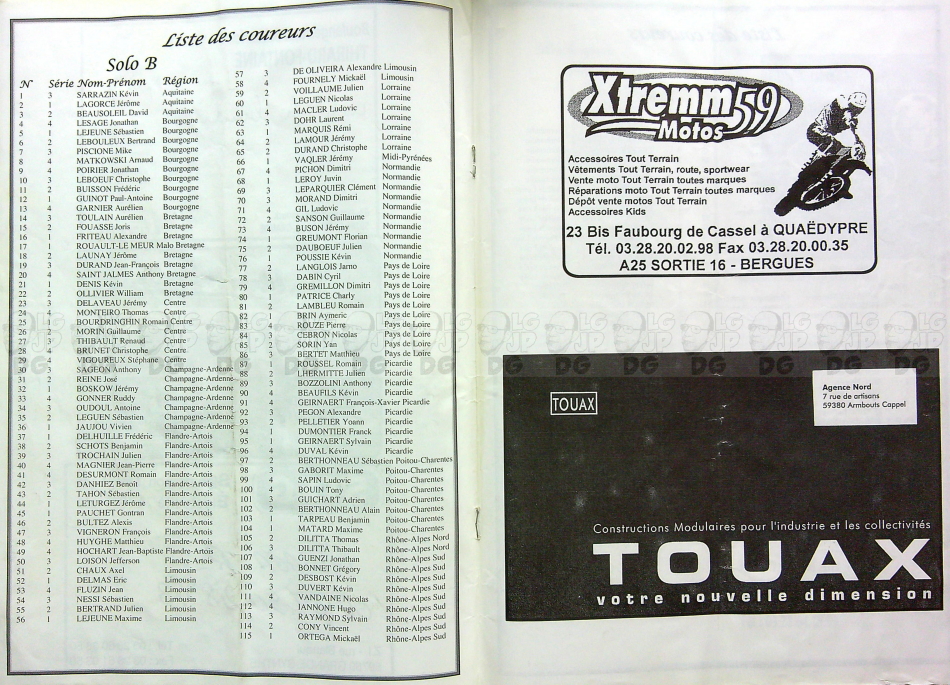 Liste des coureurs
Solo B
N° Série Nom-Prénom Région
1 3 SARRAZIN Kévin Aquitaine
2 1 LAGORCE Jérôme Aquitaine
3 2 BEAUSOLEIL David Aquitaine
4 4 LESAGE Jonathan Bourgogne
5 1 LEJEUNE Sébastien Bourgogne
6 2 LEBOULEUX Bertrand Bourgogne
7 3 PISCIONE Mike Bourgogne
8 4 MATKOWSKI Arnaud Bourgogne
9 4 POIRIER Jonathan Bourgogne
10 3 LEBOEUF Christophe Bourgogne
11 2 BUISSON Frédéric Bourgogne
12 1 GUINOT Paul-Antoine Bourgogne
13 4 GARNIER Aurélien Bourgogne
14 3 TOULAIN Aurélien Bretagne
15 2 FOUASSE Joris Bretagne
16 1 FRITEAU Alexandre Bretagne
17 1 ROUAULT-LE MEUR Malo Bretagne
18 2 LAUNAY Jérôme Bretagne
19 3 DURAND Jean-François Bretagne
20 4 SAINT JALMES Anthony Bretagne
21 1 DENIS Kévin Bretagne
22 2 OLLIVIER William Bretagne
23 3 DELAVEAU Jérémy Centre
24 4 MONTEIRO Thomas Centre
25 1 BOURDRINGHIN Romain Centre
26 2 MORIN Guillaume Centre
27 3 THIBAULT Renaud Centre
28 4 BRUNET Christophe Centre
29 4 VIGOUREUX Stéphane Centre
30 3 SAGEON Anthony Champagne-Ardenne
31 2 REINE José Champagne-Ardenne
32 1 BOSKOW Jérémy Champagne-Ardenne
33 4 GONNER Ruddy Champagne-Ardenne
34 3 OUDOUL Antoine Champagne-Ardenne
35 2 LEGUEN Sébastien Champagne-Ardenne
36 1 JAUJOU Vivien Champagne-Ardenne
37 1 DELHUILLE Frédéric Flandre-Artois
38 2 SCHOTS Benjamin Flandre-Artois
39 3 TROCHAIN Julien Flandre-Artois
40 4 MAGNIER Jean-Pierre Flandre-Artois
41 4 DESURMONT Romain Flandre-Artois
42 3 DANHIEZ Benoît Flandre-Artois
43 2 TAHON Sébastien Flandre-Artois
44 1 LETURGEZ Jérôme Flandre-Artois
45 1 PAUCHET Gontran Flandre-Artois
46 2 BULTEZ Alexis Flandre-Artois
47 3 VIGNERON François Flandre-Artois
48 4 HUYGHE Matthieu Flandre-Artois
49 4 HOCHART Jean-Baptiste Flandre-Artois
50 3 LOISON Jefferson Flandre-Artois
51 2 CHAUX Axel Limousin
52 1 DELMAS Eric Limousin
53 4 FLUZIN Jean Limousin
54 3 NESSI Sébastien Limousin
55 2 BERTRAND Julien Limousin
56 1 LEJEUNE Maxime Limousin
57 3 DE OLIVEIRA Alexandre Limousin
58 4 FOURNELY Mickaël Limousin
59 2 VOILLAUME Julien Lorraine
60 1 LEGUEN Nicolas Lorraine
61 4 MACLER Ludovic Lorraine
62 3 DOHR Laurent Lorraine
63 1 MARQUIS Rémi Lorraine
64 2 LAMOUR Jérémy Lorraine
65 2 DURAND Christophe Lorraine
66 1 VAQLER Jérémy Midi-Pyrénées
67 4 PICHON Dimitri Normandie
68 1 LEROY Juvin Normandie
69 3 LEPARQUIER Clément Normandie
70 3 MORAND Dimitri Normandie
71 4 GIL Ludovic Normandie
72 2 SANSON Guillaume Normandie
73 4 BUSON Jérémy Normandie
74 1 GREUMONT Florian Normandie
75 2 DAUBOEUF Julien Normandie
76 1 POUSSIE Kévin Normandie
77 2 LANGLOIS Jarno Pays de Loire
78 3 DABIN Cyril Pays de Loire
79 4 GREMILLON Dimitri Pays de Loire
80 1 PATRICE Charly Pays de Loire
81 2 LAMBLEU Romain Pays de Loire
82 1 BRIN Aymeric Pays de Loire
83 4 ROUZE Pierre Pays de Loire
84 3 CEBRON Nicolas Pays de Loire
85 2 SORIN Yan Pays de Loire
86 3 BERTET Matthieu Pays de Loire
87 1 ROUSSEL Romain Picardie
88 2 LHERMITTE Julien Picardie
89 3 BOZZOLINI Anthony Picardie
90 4 BEAUFILS Kévin Picardie
91 4 GEIRNAERT François-Xavier Picardie
92 3 PEGON Alexandre Picardie
93 2 PELLETIER Yoann Picardie
94 1 DUMONTIER Franck Picardie
95 1 GEIRNAERT Sylvain Picardie
96 4 DUVAL Kévin Picardie
97 2 BERTHONNEAU Sébastien Poitou-Charentes
98 3 GABORIT Maxime Poitou-Charentes
99 4 SAPIN Ludovic Poitou-Charentes
100 4 BOUIN Tony Poitou-Charentes
101 3 GUICHART Adrien Poitou-Charentes
102 2 BERTHONNEAU Alain Poitou-Charentes
103 1 TARPEAU Benjamin Poitou-Charentes
104 1 MATARD Maxime Poitou-Charentes
105 2 DILITTA Thomas Rhône-Alpes Nord
106 3 DILITTA Thibault Rhône-Alpes Nord
107 4 GUENZI Jonathan Rhône-Alpes Sud
108 1 BONNET Grégory Rhône-Alpes Sud
109 2 DESBOST Kévin Rhône-Alpes Sud
110 3 DUVERT Kévin Rhône-Alpes Sud
111 4 VANDAINE Nicolas Rhône-Alpes Sud
112 4 IANNONE Hugo Rhône-Alpes Sud
113 3 RAYMOND Sylvain Rhône-Alpes Sud
114 2 CONY Vincent Rhône-Alpes Sud
115 1 ORTEGA Mickaël Rhône-Alpes Sud
Xtremm 59
Motos
Accessoires Tout Terrain
Vêtements Tout Terrain, route, sportwear
Vente moto Tout Terrain toutes marques
Réparations moto Tout Terrain toutes marques
Dépôt vente motos Tout Terrain
Accessoires Kids
23 Bis Faubourg de Cassel à QUAËDYPRE
Tél. 03.28.20.02.98 Fax 03.28.20.00.35
A25 SORTIE 16 - BERGUES
TOUAX
Agence Nord
7 rue de artisans
59380 Armbouts Cappel
Constructions Modulaires pour l'industrie et les collectivités
TOUAX
votre nouvelle dimension